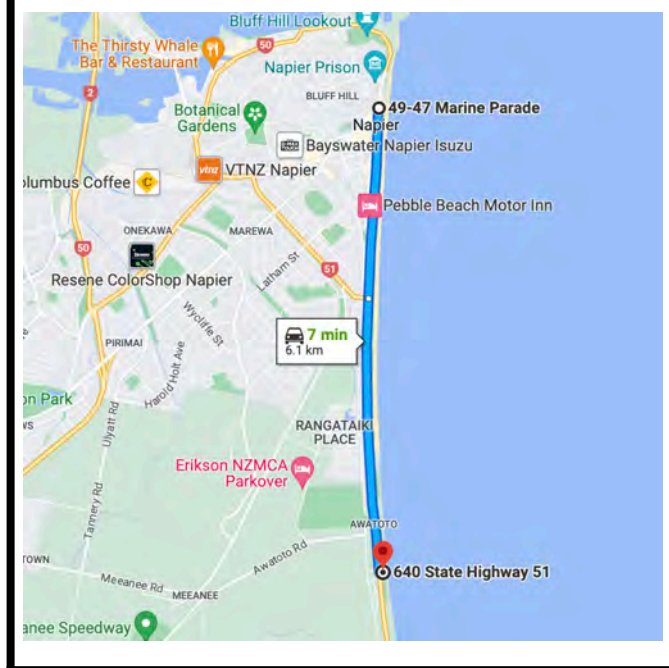 Bluff Hill Lookout
The Thirsty Whale
Bar & Restaurant
50
Napier Prison
2
BLUFF HILL
49-47 Marine Parade
Botanical
Gardens
Napier
Bayswater Napier Isuzu
vtnz
VTNZ Napier
olumbus Coffee
C
Pebble Beach Motor Inn
ONEKAWA
MAREWA
50
Latham St
51
Resene ColorShop Napier
Wycliffe St
7 min
6.1 km
PIRIMAI
Harold Holt Ave
on Park
WS
Ulyatt Rd
RANGATAIKI
PLACE
Erikson NZMCA
Parkover
Tannery Rd
AWATOTO
Awatoto Rd
TOWN
640 State Highway 51
Meeanee Rd
MEEANEE
anee Speedway